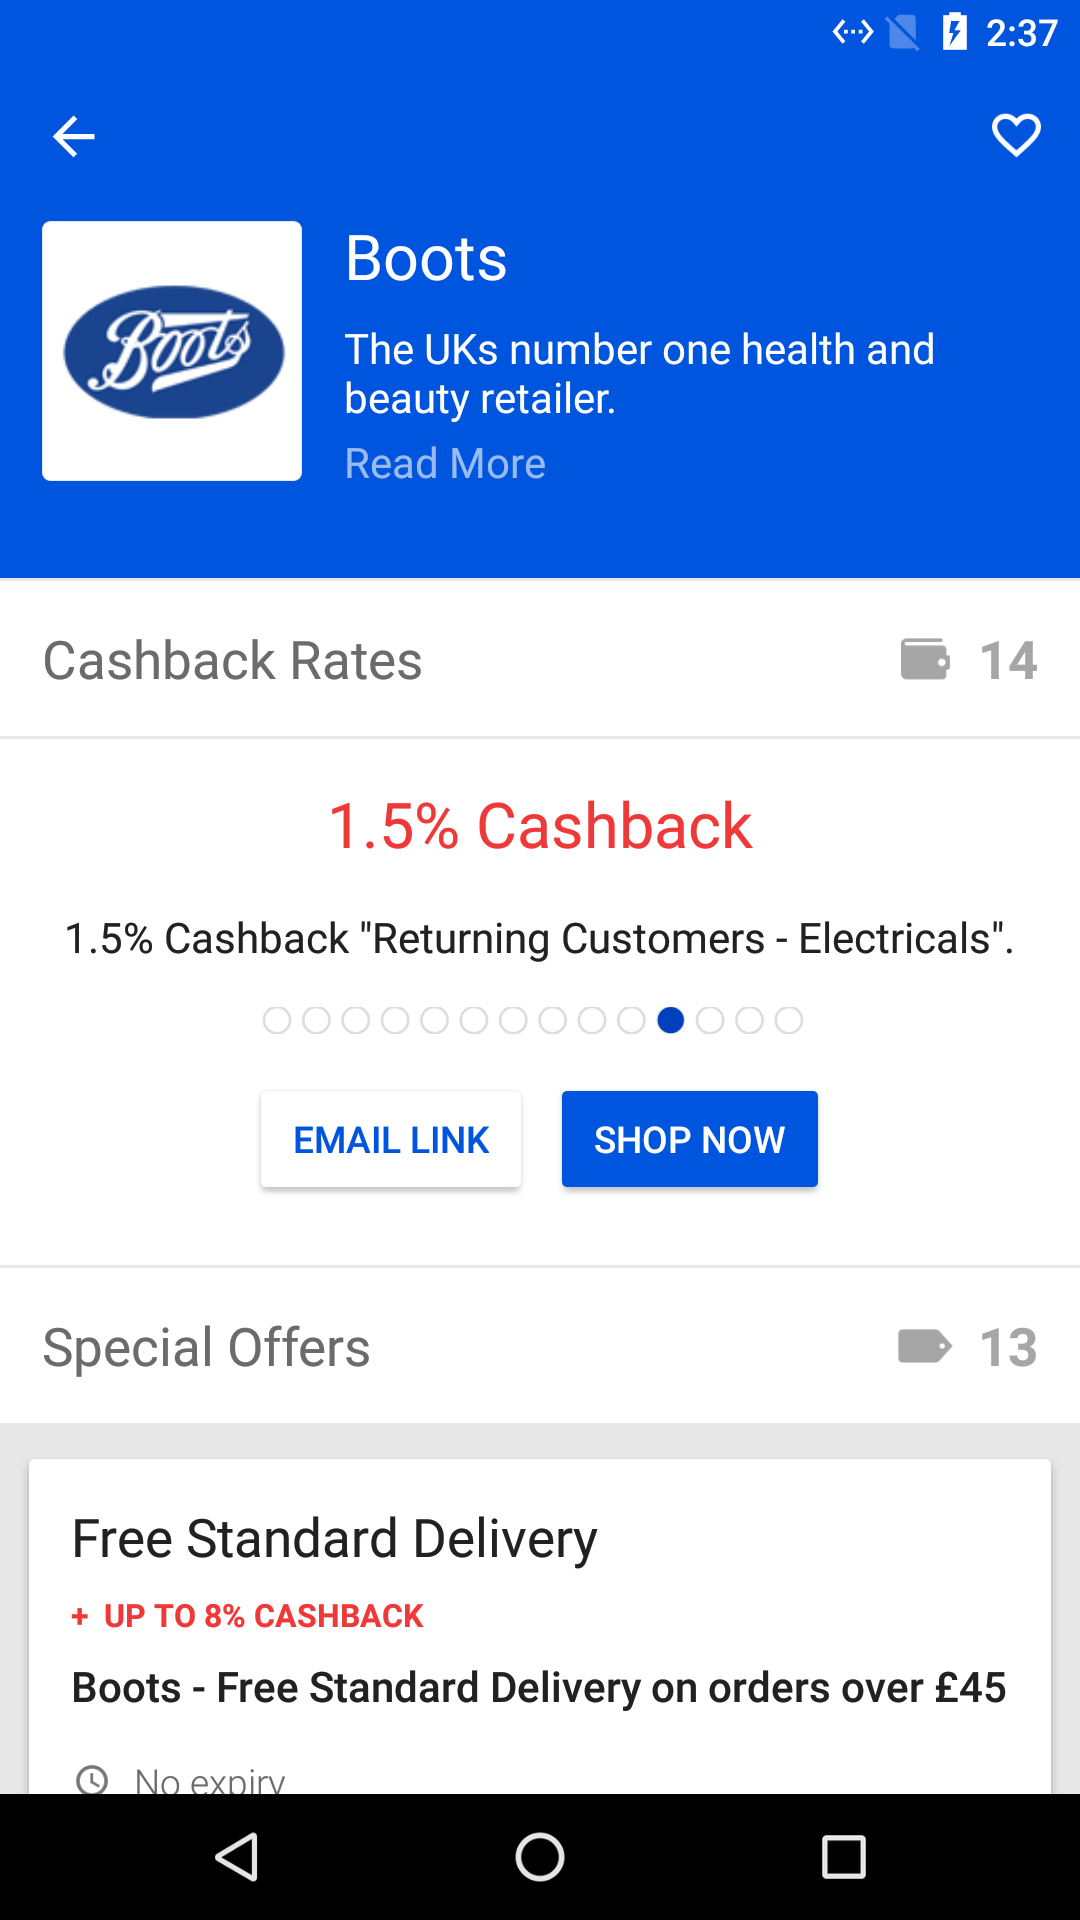 2:37
Boots
Boots
The UKs number one health and
beauty retailer.
Read More
Cashback Rates
14
1.5% Cashback
1.5% Cashback "Returning Customers - Electricals".
EMAIL LINK
SHOP NOW
Special Offers
13
Free Standard Delivery
+ UP TO 8% CASHBACK
Boots - Free Standard Delivery on orders over £45
No expiry